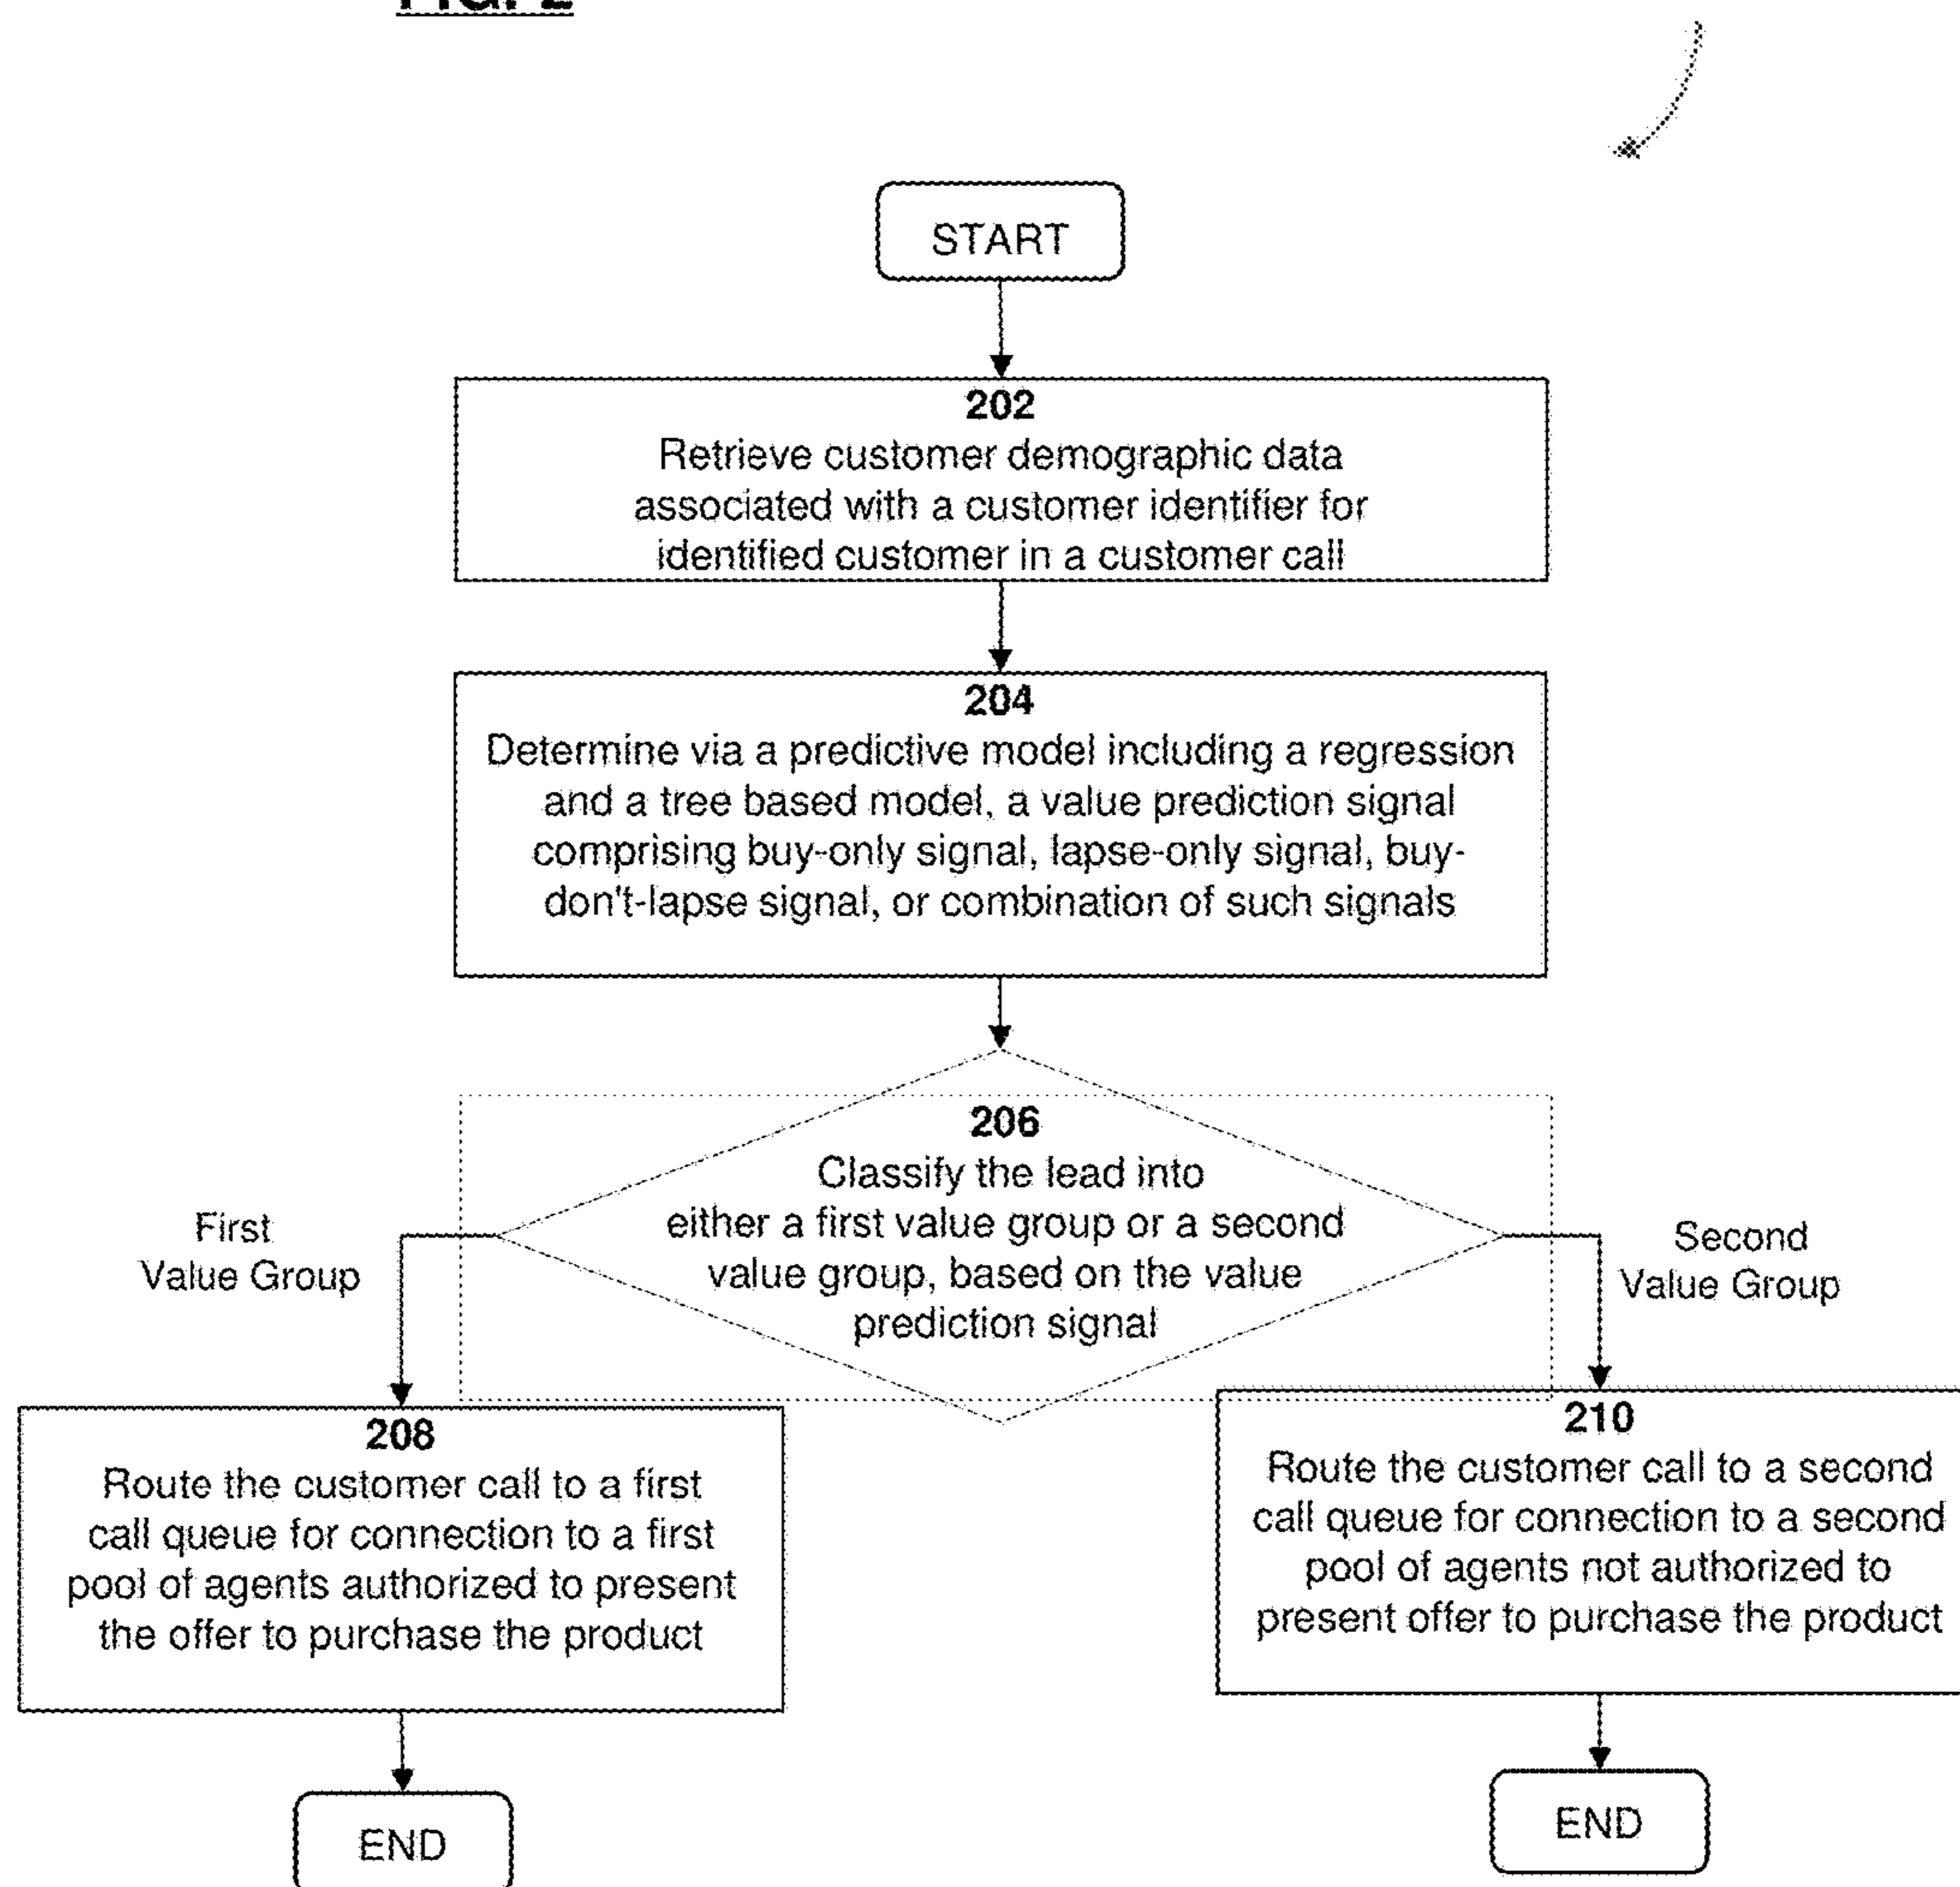 FIG. 2
START
202
Retrieve customer demographic data
associated with a customer identifier for
identified customer in a customer call
204
Determine via a predictive model including a regression
and a tree based model, a value prediction signal
comprising buy-only signal, lapse-only signal, buy-
don't-lapse signal, or combination of such signals
206
Classify the lead into
either a first value group or a second
value group, based on the value
prediction signal
First
Value Group
Second
Value Group
208
Route the customer call to a first
call queue for connection to a first
pool of agents authorized to present
the offer to purchase the product
210
Route the customer call to a second
call queue for connection to a second
pool of agents not authorized to
present offer to purchase the product
END
END